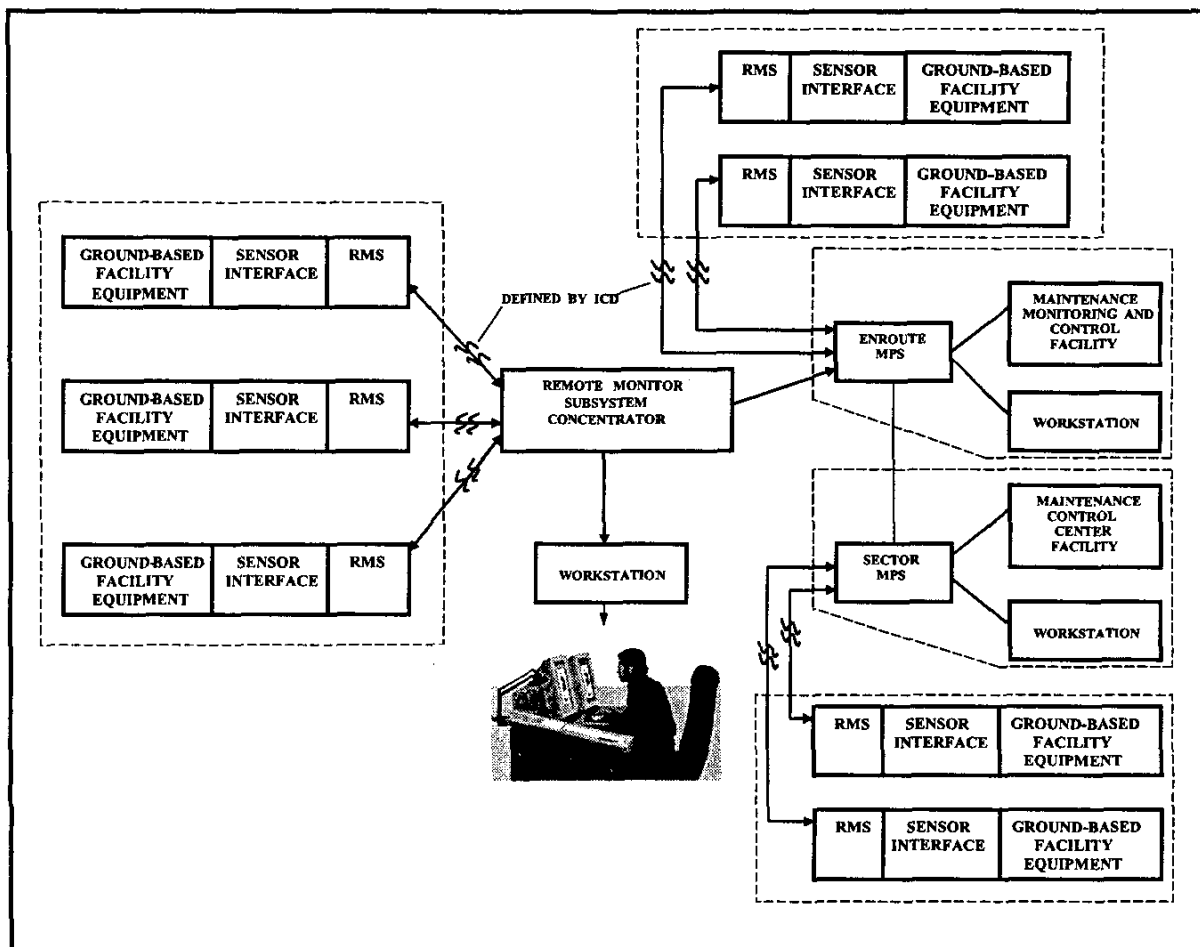 RMS
SENSOR
INTERFACE
GROUND-BASED
FACILITY
EQUIPMENT
RMS
SENSOR
INTERFACE
GROUND-BASED
FACILITY
EQUIPMENT
GROUND-BASED
FACILITY
EQUIPMENT
SENSOR
INTERFACE
RMS
DEFINED BY ICD
GROUND-BASED
FACILITY
EQUIPMENT
SENSOR
INTERFACE
RMS
GROUND-BASED
FACILITY
EQUIPMENT
SENSOR
INTERFACE
RMS
REMOTE MONITOR
SUBSYSTEM
CONCENTRATOR
WORKSTATION
ENROUTE
MPS
MAINTENANCE
MONITORING AND
CONTROL
FACILITY
WORKSTATION
SECTOR
MPS
MAINTENANCE
CONTROL
CENTER
FACILITY
WORKSTATION
RMS
SENSOR
INTERFACE
GROUND-BASED
FACILITY
EQUIPMENT
RMS
SENSOR
INTERFACE
GROUND-BASED
FACILITY
EQUIPMENT